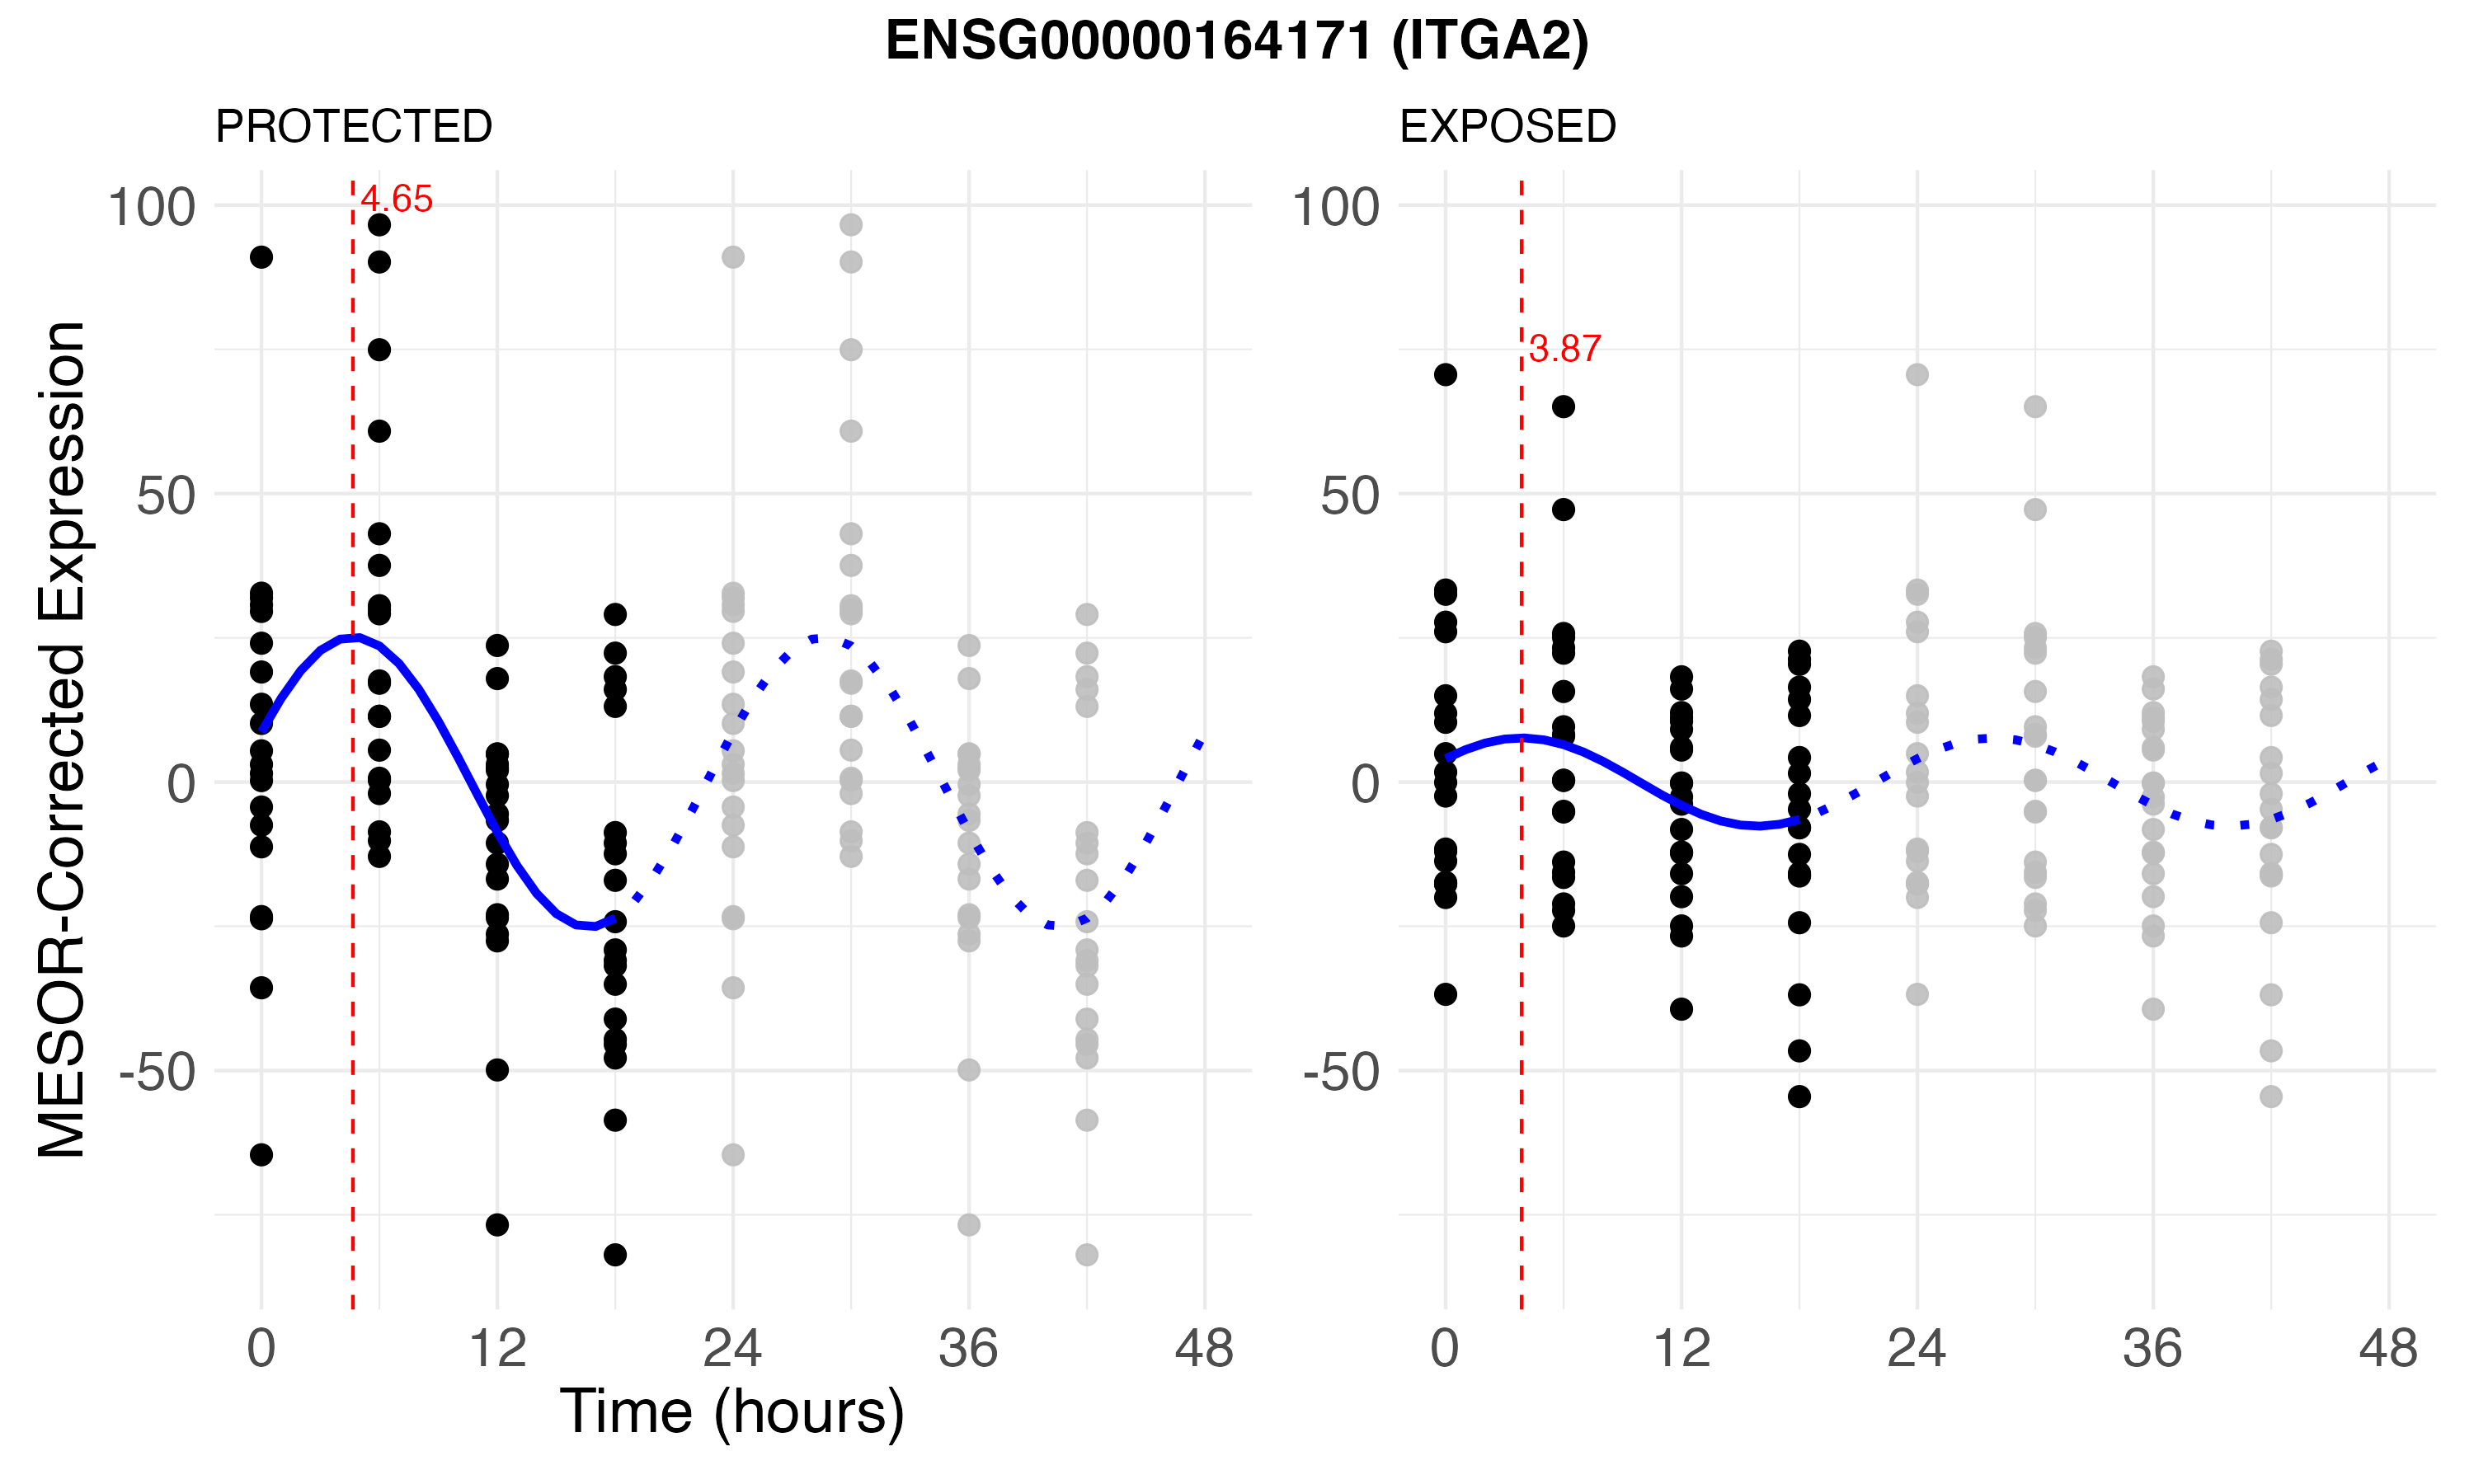 ENSG00000164171 (ITGA2)
PROTECTED
EXPOSED
MESOR-Corrected Expression
100
50
0
-50
4.65
0 12 24 36 48
100
50
0
-50
3.87
0 12 24 36 48
Time (hours)